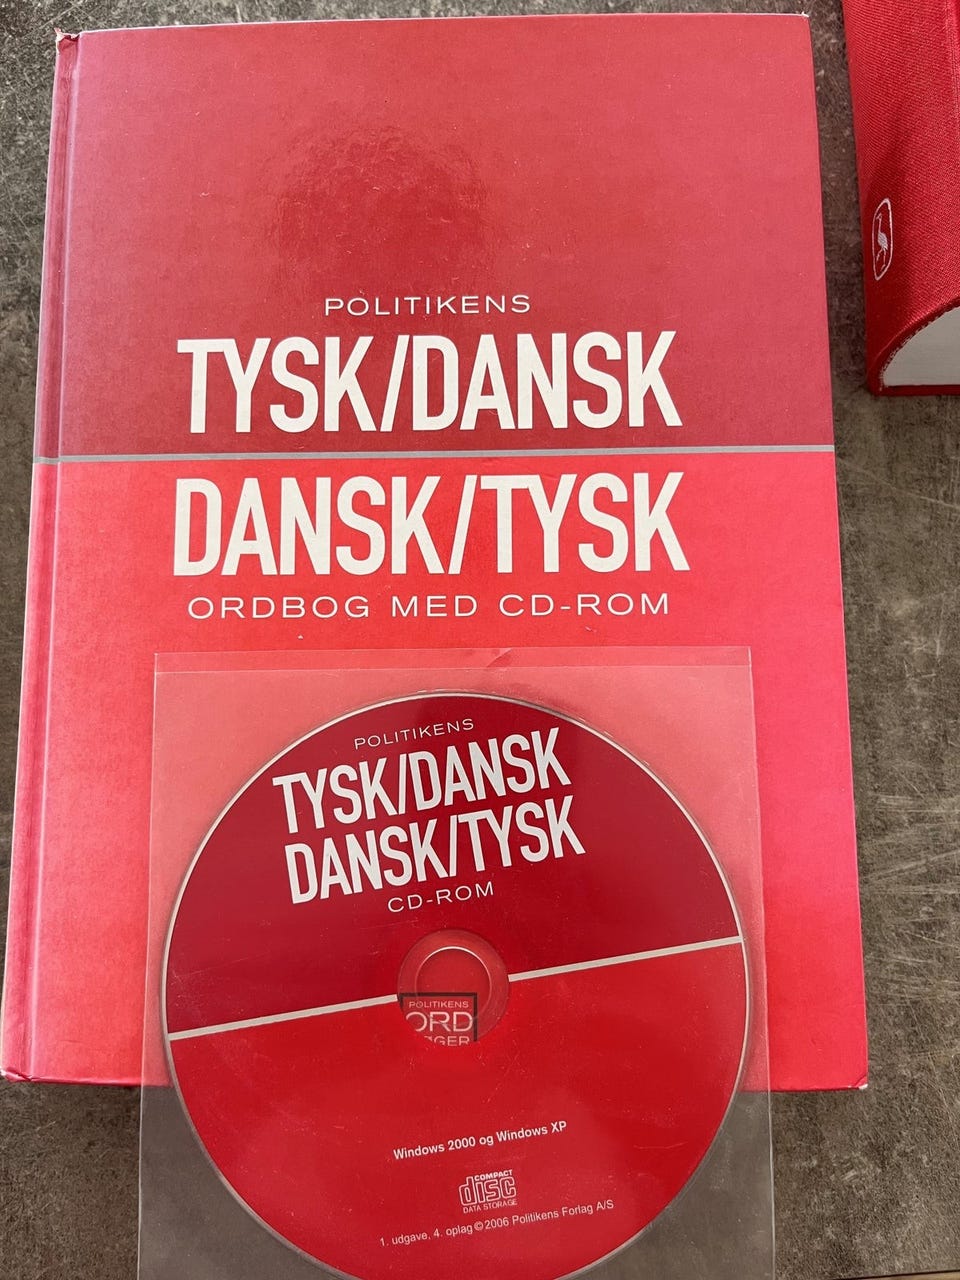 POLITIKENS
TYSK/DANSK
DANSK/TYSK
ORDBOG MED CD-ROM
POLITIKENS
TYSK/DANSK
DANSK/TYSK
CD-ROM
POLITIKENS
ORD
Windows 2000 og Windows XP
COMPACT
disc
DATA STORAGE
1. udgave, 4. oplag © 2006 Politikens Forlag A/S